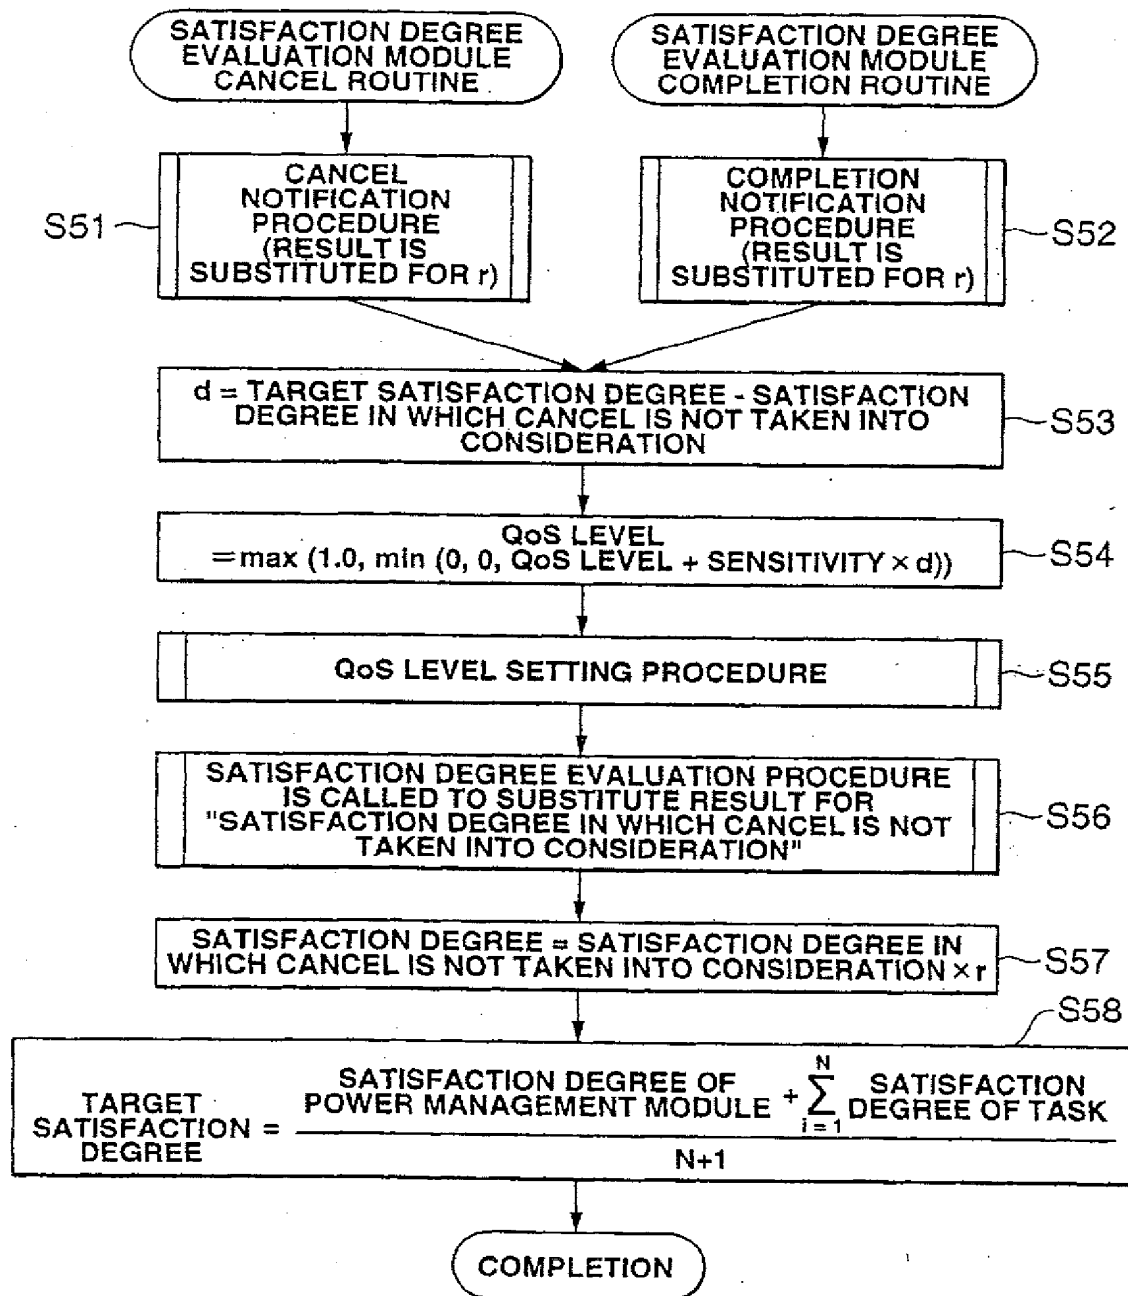 SATISFACTION DEGREE
EVALUATION MODULE
CANCEL ROUTINE
SATISFACTION DEGREE
EVALUATION MODULE
COMPLETION ROUTINE
S51
CANCEL
NOTIFICATION
PROCEDURE
(RESULT IS
SUBSTITUTED FOR r)
COMPLETION
NOTIFICATION
PROCEDURE
(RESULT IS
SUBSTITUTED FOR r)
S52
d = TARGET SATISFACTION DEGREE - SATISFACTION
DEGREE IN WHICH CANCEL IS NOT TAKEN INTO
CONSIDERATION
S53
QoS LEVEL
=max (1.0, min (0, 0, QoS LEVEL + SENSITIVITY × d))
S54
QoS LEVEL SETTING PROCEDURE
S55
SATISFACTION DEGREE EVALUATION PROCEDURE
IS CALLED TO SUBSTITUTE RESULT FOR
"SATISFACTION DEGREE IN WHICH CANCEL IS NOT
TAKEN INTO CONSIDERATION"
S56
SATISFACTION DEGREE = SATISFACTION DEGREE IN
WHICH CANCEL IS NOT TAKEN INTO CONSIDERATION × r
S57
S58
TARGET
SATISFACTION =
DEGREE
SATISFACTION DEGREE OF
POWER MANAGEMENT MODULE
+
N
∑
i = 1
SATISFACTION
DEGREE OF TASK
N+1
COMPLETION